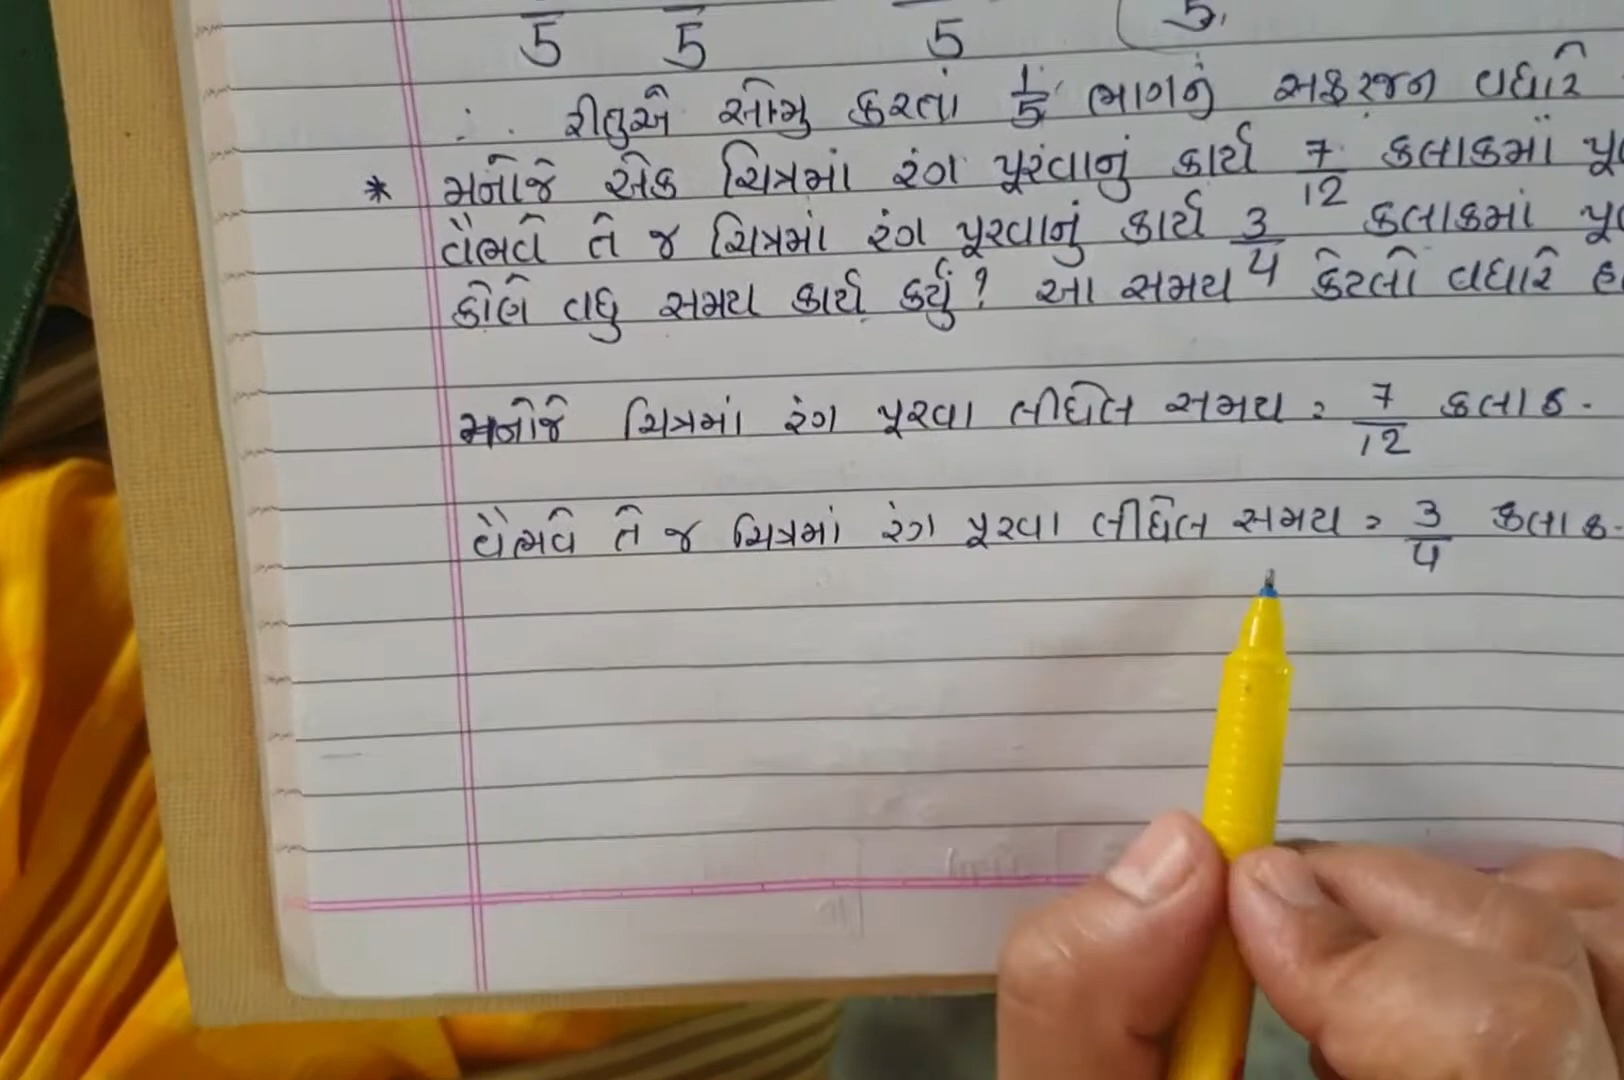 5 5 5 5.
∴ રીતુએ સોમુ કરતાં 1/5 ભાગનું સફરજન વધારે
* મનોજે એક ચિત્રમાં રંગ પૂરવાનું કાર્ય 7/12 કલાકમાં
વૈભવે તે જ ચિત્રમાં રંગ પૂરવાનું કાર્ય 3/4 કલાકમાં
કોણે વધુ સમય કાર્ય કર્યું? આ સમય કેટલો વધારે
મનોજે ચિત્રમાં રંગ પૂરવા લીધેલ સમય = 7/12 કલાક.
વૈભવે તે જ ચિત્રમાં રંગ પૂરવા લીધેલ સમય = 3/4 કલાક.